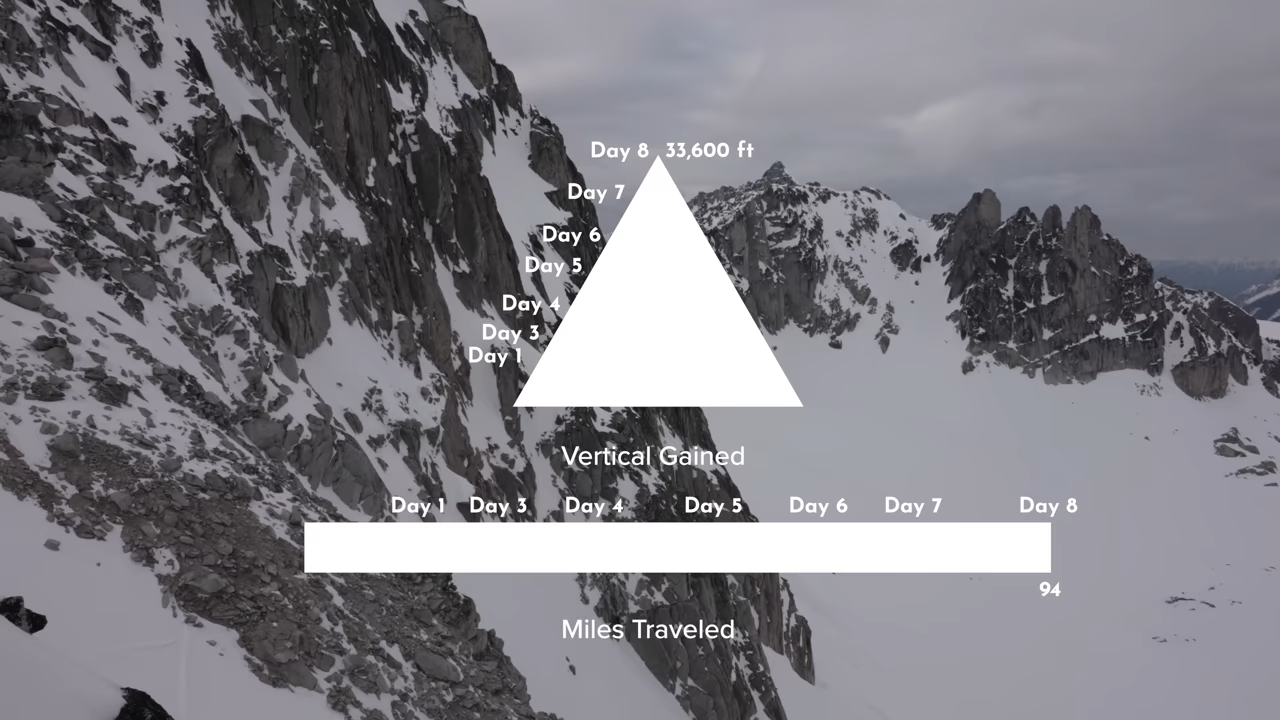 Day 8 33,600 ft
Day 7
Day 6
Day 5
Day 4
Day 3
Day 1
Vertical Gained
Day 1 Day 3 Day 4 Day 5 Day 6 Day 7 Day 8
94
Miles Traveled